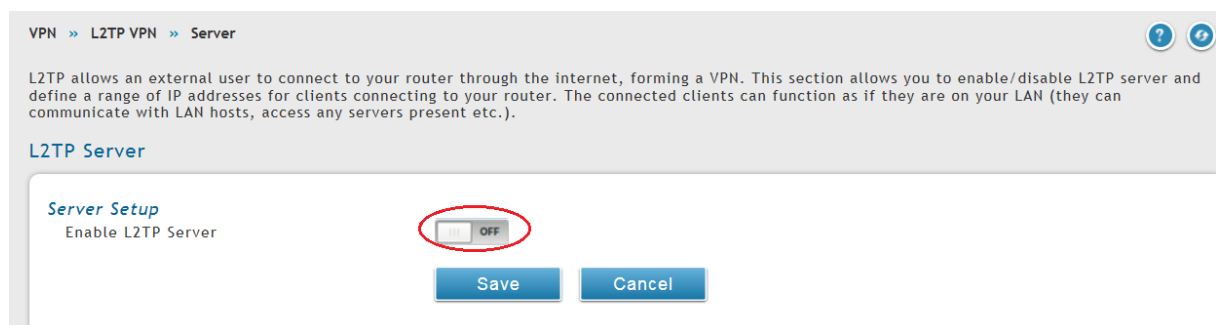 VPN » L2TP VPN » Server
L2TP allows an external user to connect to your router through the internet, forming a VPN. This section allows you to enable/disable L2TP server and
define a range of IP addresses for clients connecting to your router. The connected clients can function as if they are on your LAN (they can
communicate with LAN hosts, access any servers present etc.).
L2TP Server
Server Setup
Enable L2TP Server
OFF
Save Cancel